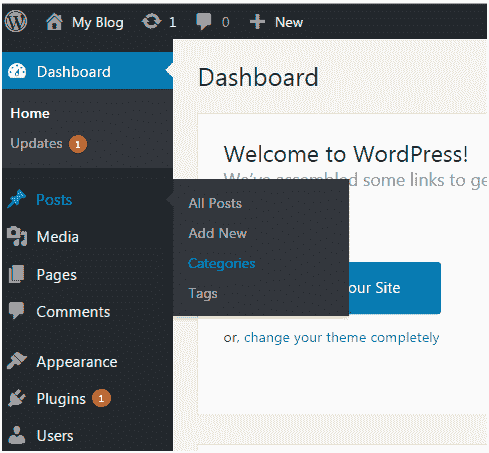 My Blog 1 0 New
Dashboard
Home
Updates 1
Posts
Media
Pages
Comments
Appearance
Plugins 1
Users
All Posts
Add New
Categories
Tags
Dashboard
Welcome to WordPress!
We've assembled some links to ge
our Site
or, change your theme completely